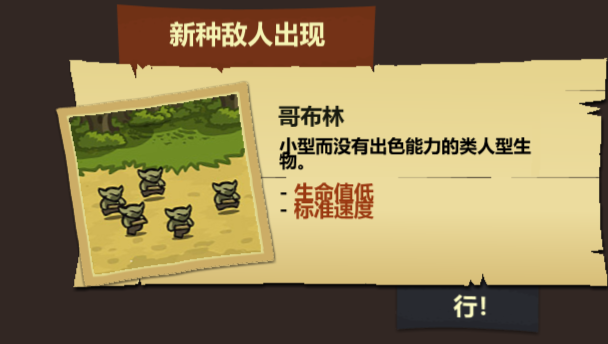 新种敌人出现
哥布林
小型而没有出色能力的类人型生
物。
- 生命值低
- 标准速度
行!